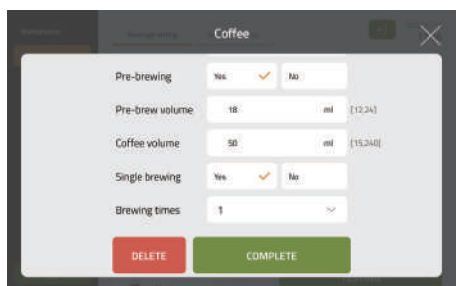 Coffee
Pre-brewing Yes No
Pre-brew volume 18 ml [12,24]
Coffee volume 50 ml [15,240]
Single brewing Yes No
Brewing times 1
DELETE COMPLETE